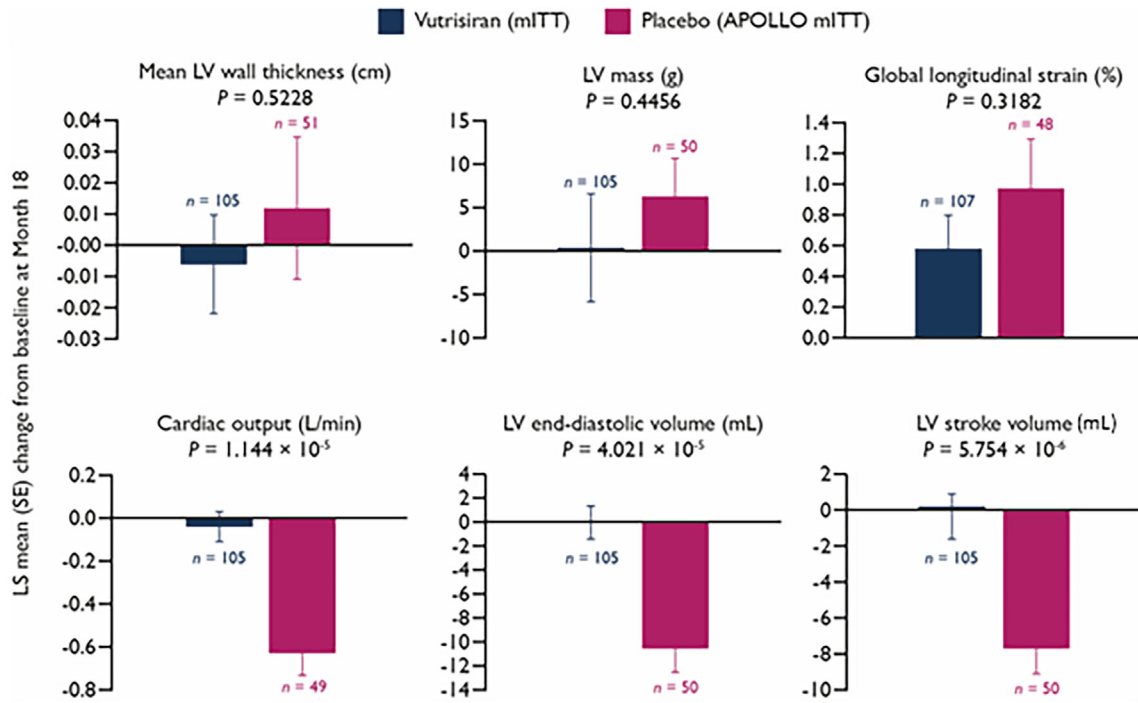 Vutrisiran (mITT) Placebo (APOLLO mITT)
LS mean (SE) change from baseline at Month 18
Mean LV wall thickness (cm)
P = 0.5228
0.04
0.03
0.02
0.01
-0.00
-0.01
-0.02
-0.03
n = 105
n = 51
LV mass (g)
P = 0.4456
15
10
5
0
-5
-10
n = 105
n = 50
Global longitudinal strain (%)
P = 0.3182
1.4
1.2
1.0
0.8
0.6
0.4
0.2
0.0
n = 107
n = 48
Cardiac output (L/min)
P = 1.144 × 10⁻⁵
0.2
0.0
-0.2
-0.4
-0.6
-0.8
n = 105
n = 49
LV end-diastolic volume (mL)
P = 4.021 × 10⁻⁵
4
2
0
-2
-4
-6
-8
-10
-12
-14
n = 105
n = 50
LV stroke volume (mL)
P = 5.754 × 10⁻⁶
2
0
-2
-4
-6
-8
-10
n = 105
n = 50